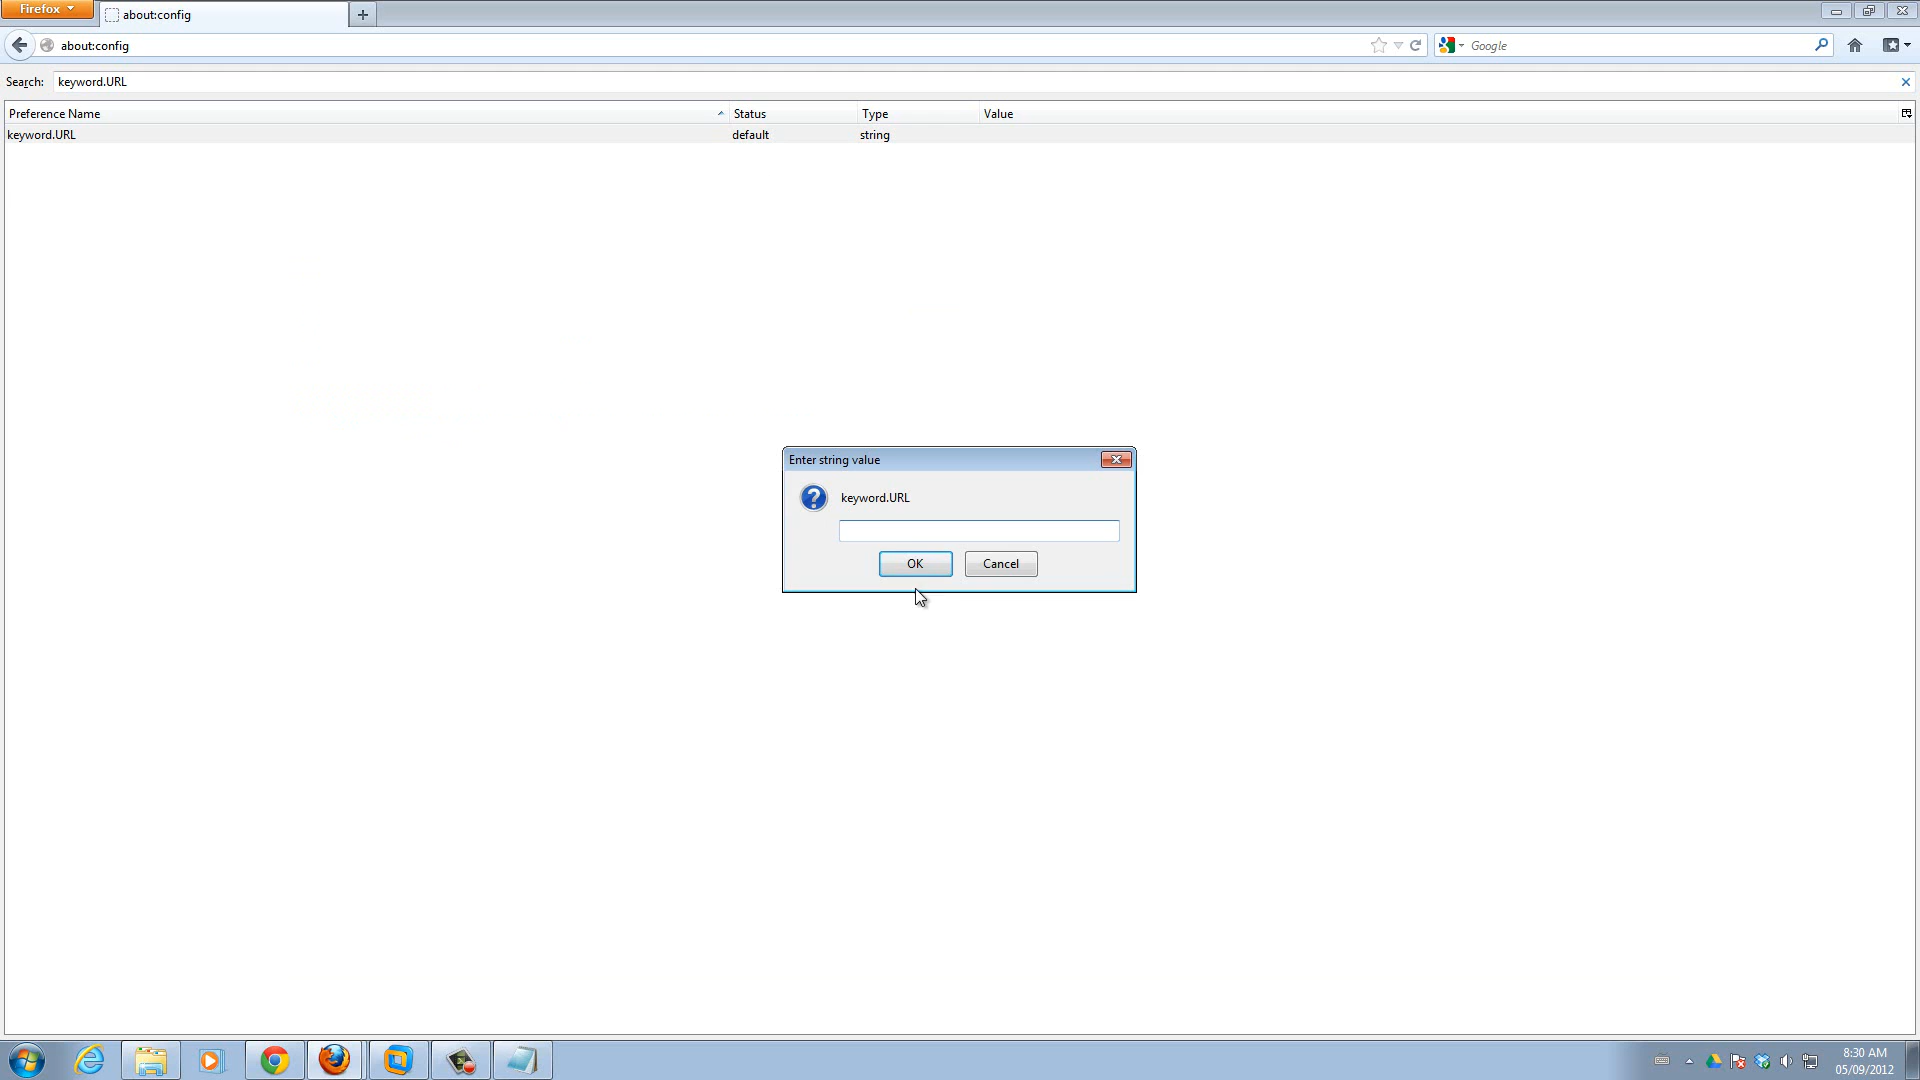 Firefox
about:config
about:config
Google
Search: keyword.URL
Preference Name Status Type Value
keyword.URL default string
Enter string value
keyword.URL
OK Cancel
8:30 AM
05/09/2012